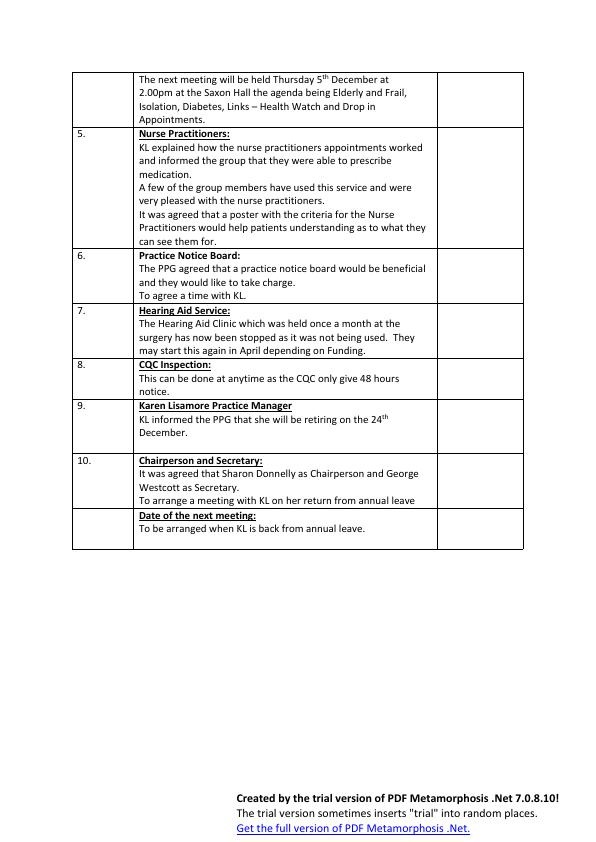 The next meeting will be held Thursday 5th December at
2.00pm at the Saxon Hall the agenda being Elderly and Frail,
Isolation, Diabetes, Links – Health Watch and Drop in
Appointments.
5. Nurse Practitioners:
KL explained how the nurse practitioners appointments worked
and informed the group that they were able to prescribe
medication.
A few of the group members have used this service and were
very pleased with the nurse practitioners.
It was agreed that a poster with the criteria for the Nurse
Practitioners would help patients understanding as to what they
can see them for.
6. Practice Notice Board:
The PPG agreed that a practice notice board would be beneficial
and they would like to take charge.
To agree a time with KL.
7. Hearing Aid Service:
The Hearing Aid Clinic which was held once a month at the
surgery has now been stopped as it was not being used.  They
may start this again in April depending on Funding.
8. CQC Inspection:
This can be done at anytime as the CQC only give 48 hours
notice.
9. Karen Lisamore Practice Manager
KL informed the PPG that she will be retiring on the 24th
December.
10. Chairperson and Secretary:
It was agreed that Sharon Donnelly as Chairperson and George
Westcott as Secretary.
To arrange a meeting with KL on her return from annual leave
Date of the next meeting:
To be arranged when KL is back from annual leave.
Created by the trial version of PDF Metamorphosis .Net 7.0.8.10!
The trial version sometimes inserts "trial" into random places.
Get the full version of PDF Metamorphosis .Net.